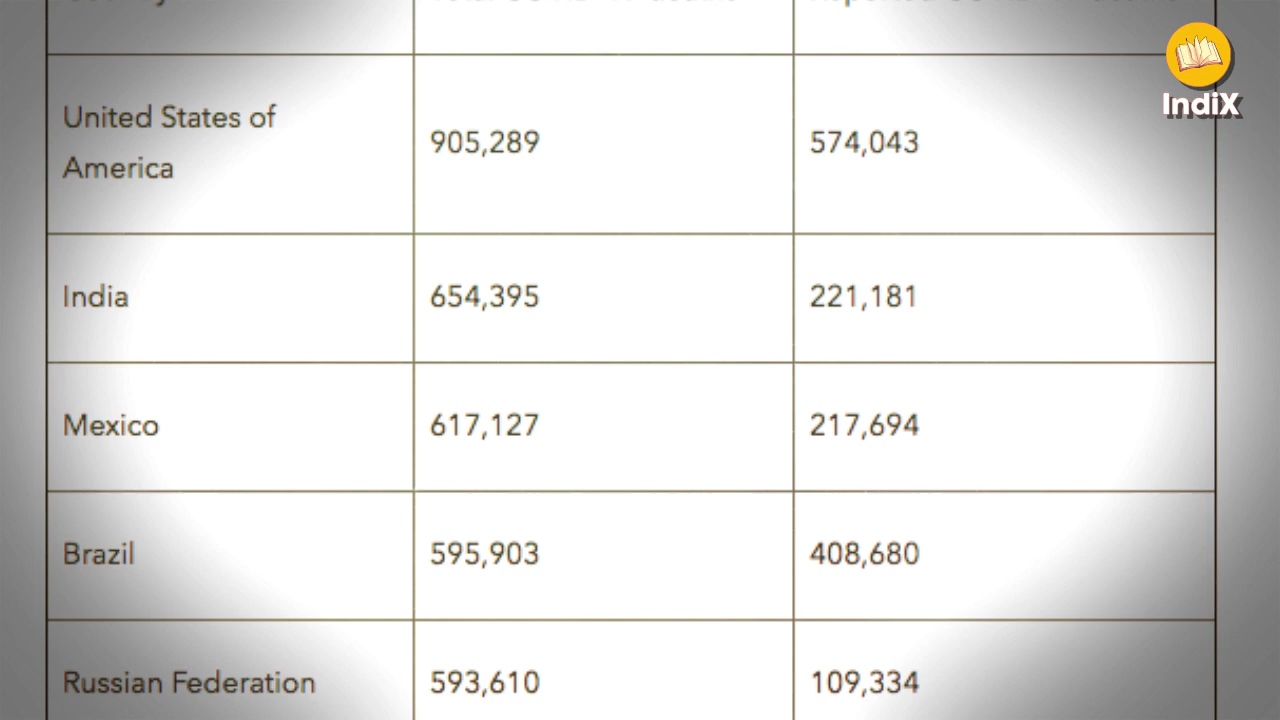 IndiX
United States of
America
905,289
574,043
India
654,395
221,181
Mexico
617,127
217,694
Brazil
595,903
408,680
Russian Federation
593,610
109,334